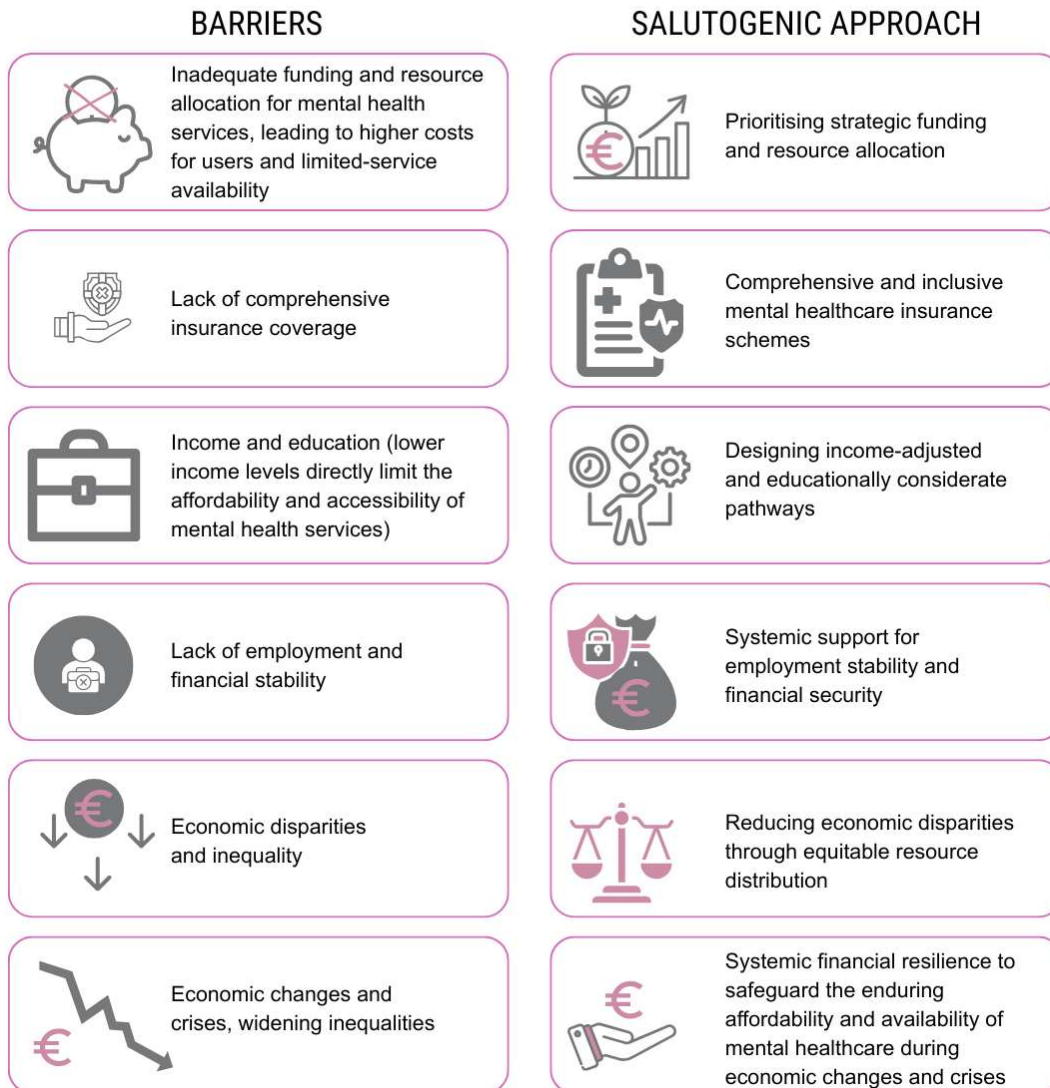 BARRIERS
SALUTOGENIC APPROACH
Inadequate funding and resource
allocation for mental health
services, leading to higher costs
for users and limited-service
availability
Prioritising strategic funding
and resource allocation
Lack of comprehensive
insurance coverage
Comprehensive and inclusive
mental healthcare insurance
schemes
Income and education (lower
income levels directly limit the
affordability and accessibility of
mental health services)
Designing income-adjusted
and educationally considerate
pathways
Lack of employment and
financial stability
Systemic support for
employment stability and
financial security
Economic disparities
and inequality
Reducing economic disparities
through equitable resource
distribution
Economic changes and
crises, widening inequalities
Systemic financial resilience to
safeguard the enduring
affordability and availability of
mental healthcare during
economic changes and crises